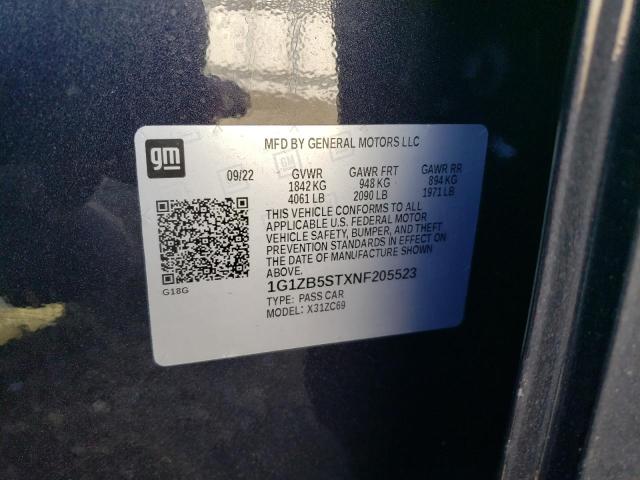 gm
MFD BY GENERAL MOTORS LLC
09/22 GVWR GAWR FRT GAWR RR
1842 KG 948 KG 894 KG
4061 LB 2090 LB 1971 LB
THIS VEHICLE CONFORMS TO ALL
APPLICABLE U.S. FEDERAL MOTOR
VEHICLE SAFETY, BUMPER, AND THEFT
PREVENTION STANDARDS IN EFFECT ON
THE DATE OF MANUFACTURE SHOWN
ABOVE.
1G1ZB5STXNF205523
G18G
TYPE: PASS CAR
MODEL: X31ZC69